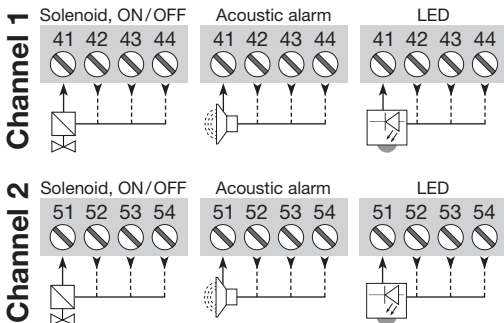 Channel 1
Solenoid, ON/OFF Acoustic alarm LED
41 42 43 44 41 42 43 44 41 42 43 44
Channel 2
Solenoid, ON/OFF Acoustic alarm LED
51 52 53 54 51 52 53 54 51 52 53 54